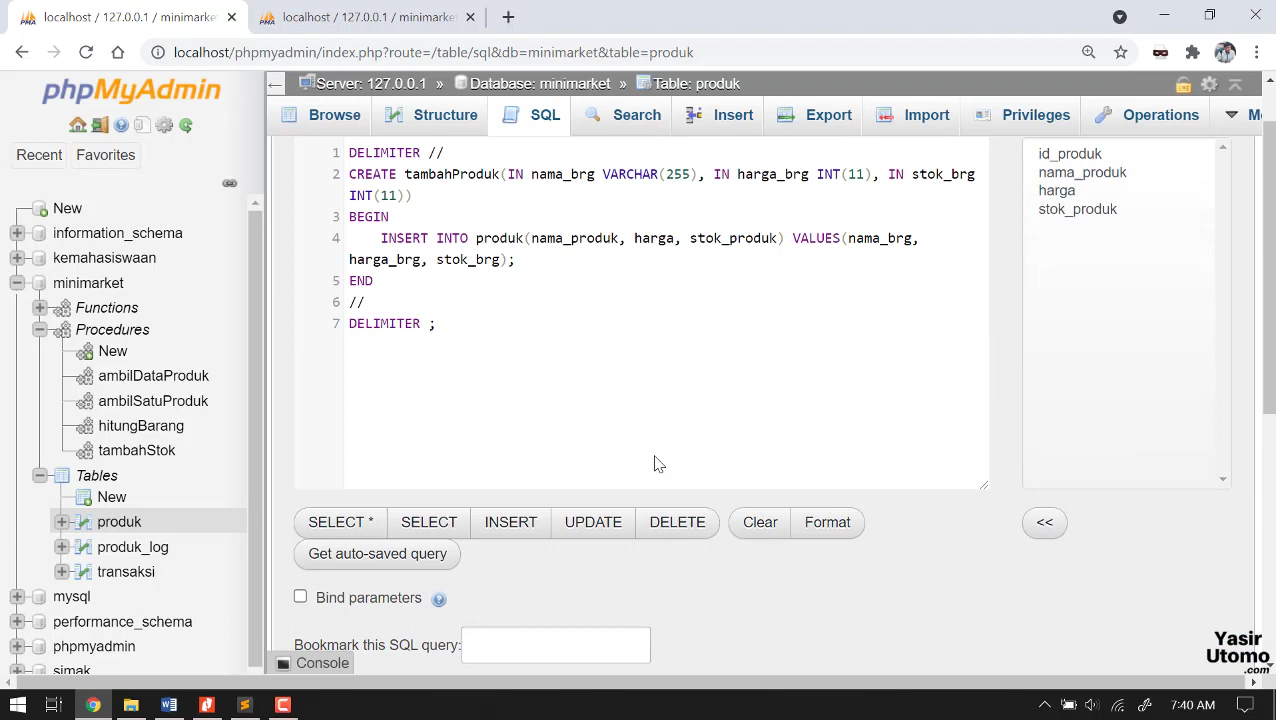 localhost / 127.0.0.1 / minimarke
localhost / 127.0.0.1 / minimarke
localhost/phpmyadmin/index.php?route=/table/sql&db=minimarket&table=produk
phpMyAdmin
Recent
Favorites
New
information_schema
kemahasiswaan
minimarket
Functions
Procedures
New
ambilDataProduk
ambilSatuProduk
hitungBarang
tambahStok
Tables
New
produk
produk_log
transaksi
mysql
performance_schema
phpmyadmin
simak
Server: 127.0.0.1 » Database: minimarket » Table: produk
Browse
Structure
SQL
Search
Insert
Export
Import
Privileges
Operations
Mo
1 DELIMITER //
2 CREATE tambahProduk(IN nama_brg VARCHAR(255), IN harga_brg INT(11), IN stok_brg
INT(11))
3 BEGIN
4 INSERT INTO produk(nama_produk, harga, stok_produk) VALUES(nama_brg,
harga_brg, stok_brg);
5 END
6 //
7 DELIMITER ;
id_produk
nama_produk
harga
stok_produk
SELECT *
SELECT
INSERT
UPDATE
DELETE
Clear
Format
<<
Get auto-saved query
Bind parameters
Bookmark this SQL query:
Console
Yasir
Utomo
.com
7:40 AM